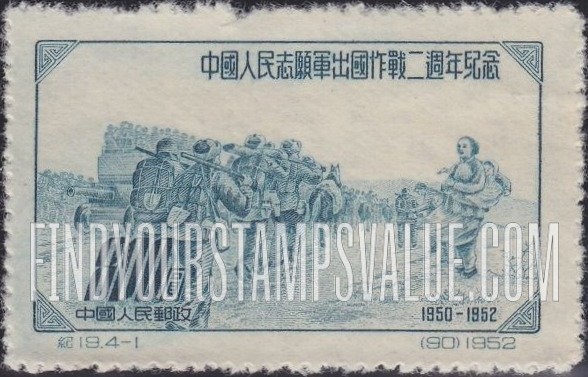 中國人民志願軍出國作戰二週年紀念
FINDYOURSTAMPSVALUE.COM
中國人民郵政
1950-1952
紀19.4-1
(90)1952